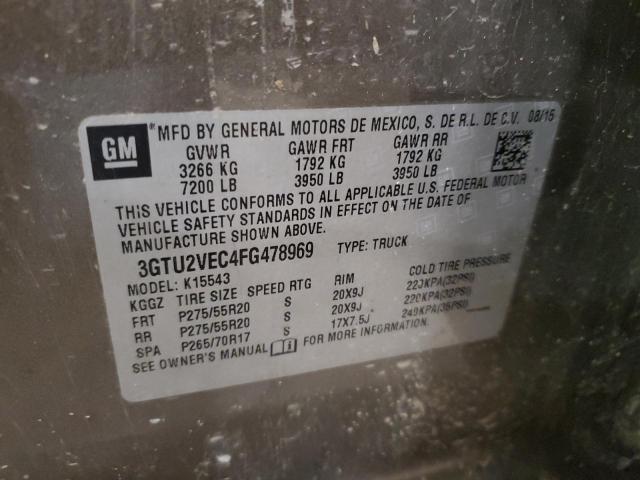 GM
MFD BY GENERAL MOTORS DE MEXICO, S. DE R.L. DE C.V. 08/15
GVWR GAWR FRT GAWR RR
3266 KG 1792 KG 1792 KG
7200 LB 3950 LB 3950 LB
THIS VEHICLE CONFORMS TO ALL APPLICABLE U.S. FEDERAL MOTOR
VEHICLE SAFETY STANDARDS IN EFFECT ON THE DATE OF
MANUFACTURE SHOWN ABOVE.
3GTU2VEC4FG478969 TYPE: TRUCK
MODEL: K15543
KGGZ TIRE SIZE SPEED RTG RIM COLD TIRE PRESSURE
FRT P275/55R20 S 20X9J 220KPA(32PSI)
RR P275/55R20 S 20X9J 220KPA(32PSI)
SPA P265/70R17 S 17X7.5J 240KPA(35PSI)
SEE OWNER'S MANUAL FOR MORE INFORMATION.